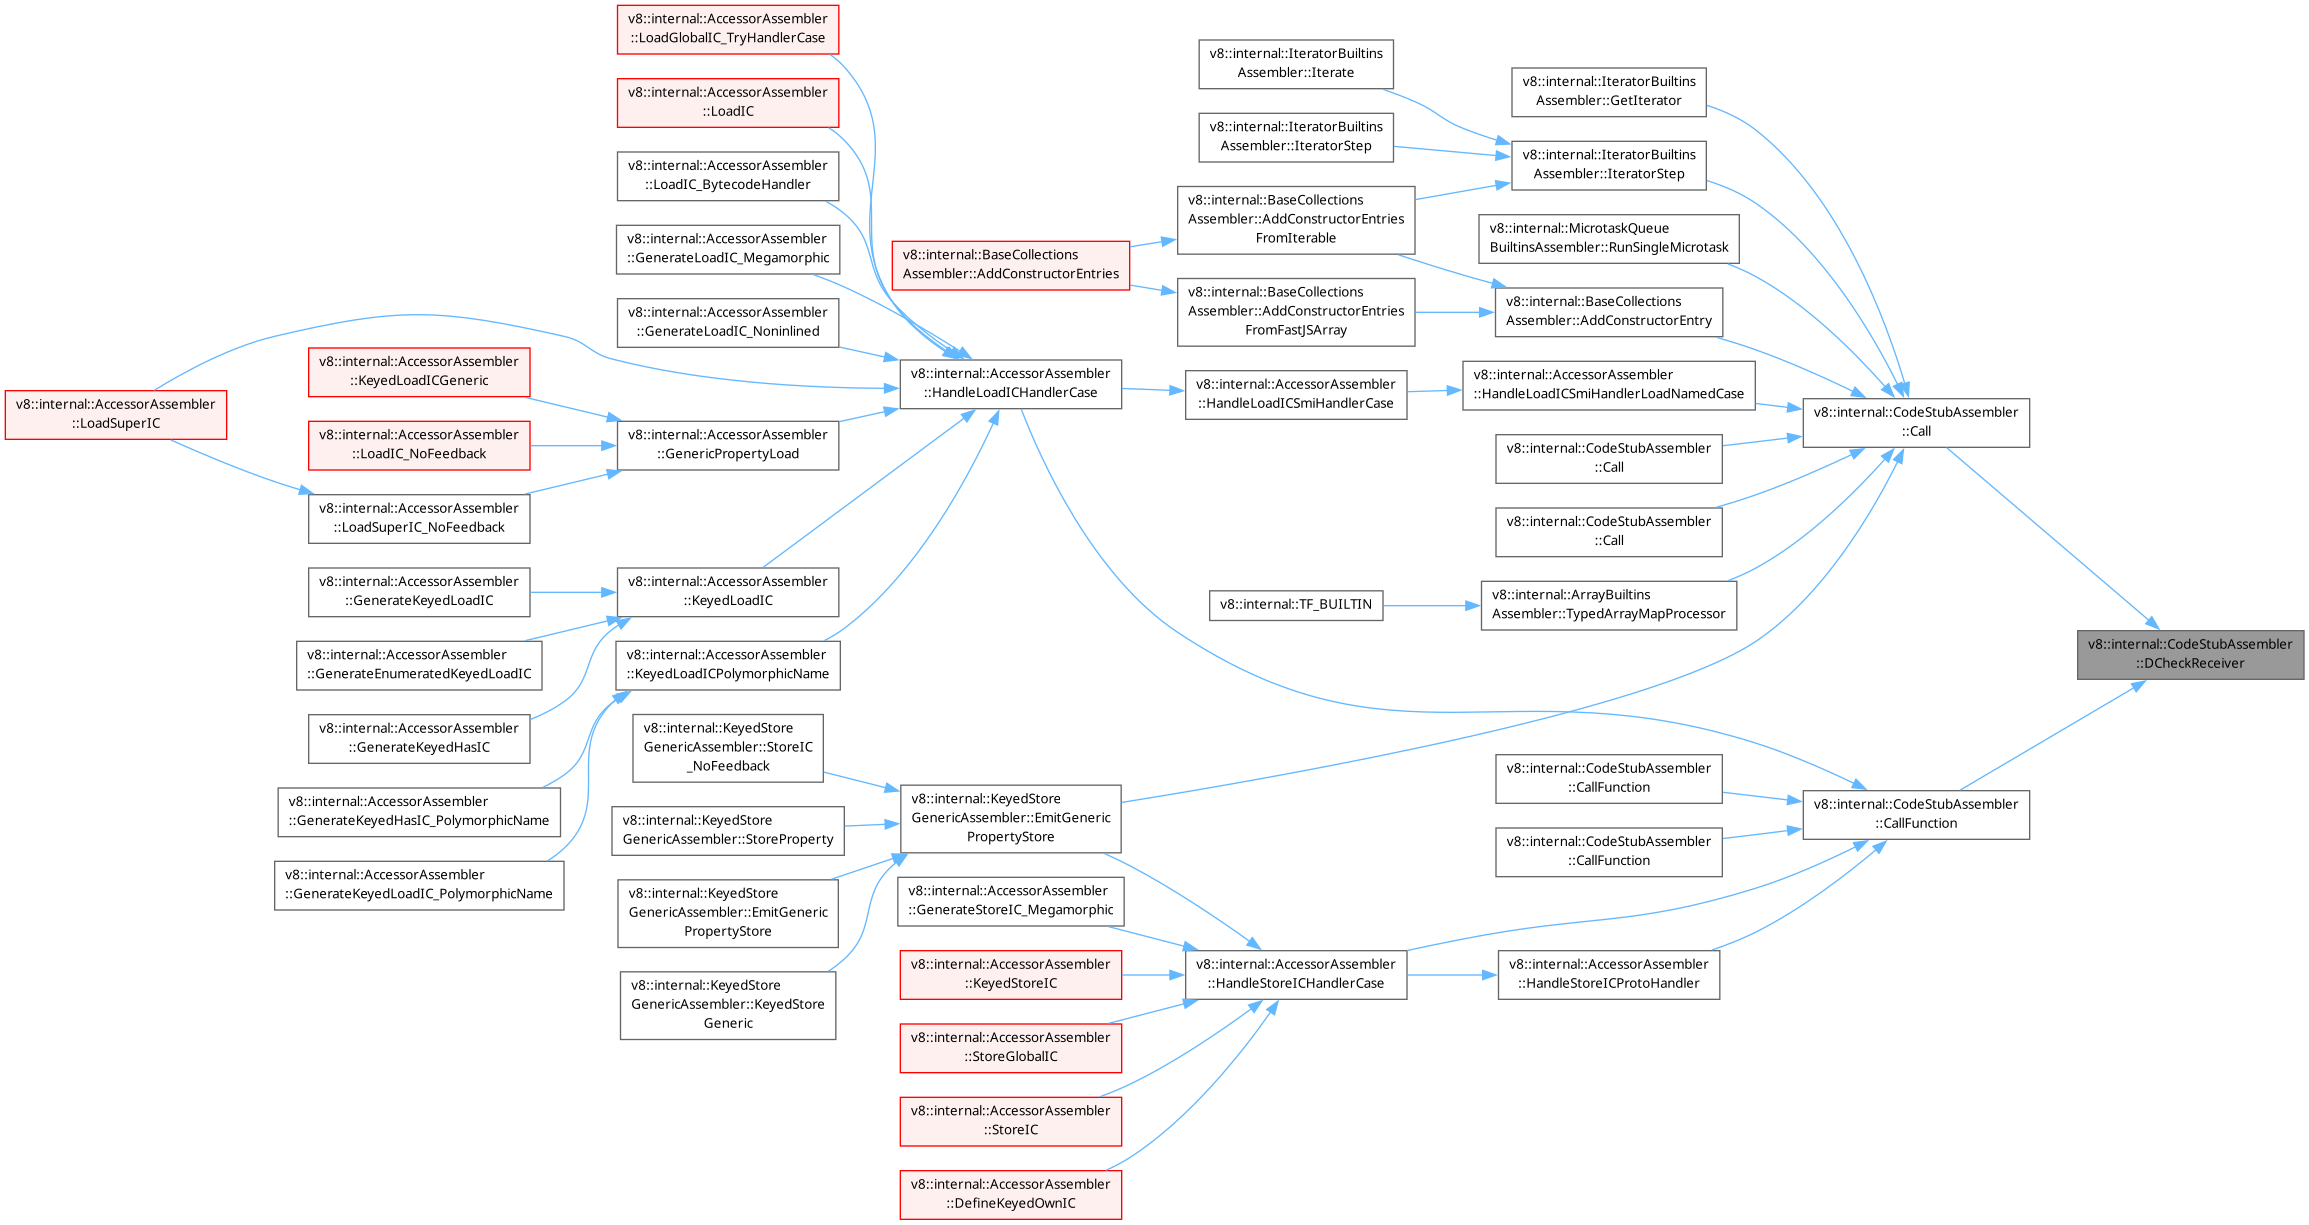 v8::internal::AccessorAssembler
::LoadGlobalIC_TryHandlerCase
v8::internal::AccessorAssembler
::LoadIC
v8::internal::AccessorAssembler
::LoadIC_BytecodeHandler
v8::internal::AccessorAssembler
::GenerateLoadIC_Megamorphic
v8::internal::AccessorAssembler
::GenerateLoadIC_Noninlined
v8::internal::AccessorAssembler
::KeyedLoadICGeneric
v8::internal::AccessorAssembler
::LoadSuperIC
v8::internal::AccessorAssembler
::LoadIC_NoFeedback
v8::internal::AccessorAssembler
::GenericPropertyLoad
v8::internal::AccessorAssembler
::LoadSuperIC_NoFeedback
v8::internal::AccessorAssembler
::GenerateKeyedLoadIC
v8::internal::AccessorAssembler
::KeyedLoadIC
v8::internal::AccessorAssembler
::GenerateEnumeratedKeyedLoadIC
v8::internal::AccessorAssembler
::KeyedLoadICPolymorphicName
v8::internal::AccessorAssembler
::GenerateKeyedHasIC
v8::internal::AccessorAssembler
::GenerateKeyedHasIC_PolymorphicName
v8::internal::AccessorAssembler
::GenerateKeyedLoadIC_PolymorphicName
v8::internal::KeyedStore
GenericAssembler::StoreIC
_NoFeedback
v8::internal::KeyedStore
GenericAssembler::StoreProperty
v8::internal::KeyedStore
GenericAssembler::EmitGeneric
PropertyStore
v8::internal::KeyedStore
GenericAssembler::KeyedStore
Generic
v8::internal::BaseCollections
Assembler::AddConstructorEntries
v8::internal::AccessorAssembler
::HandleLoadICHandlerCase
v8::internal::KeyedStore
GenericAssembler::EmitGeneric
PropertyStore
v8::internal::AccessorAssembler
::GenerateStoreIC_Megamorphic
v8::internal::AccessorAssembler
::KeyedStoreIC
v8::internal::AccessorAssembler
::StoreGlobalIC
v8::internal::AccessorAssembler
::StoreIC
v8::internal::AccessorAssembler
::DefineKeyedOwnIC
v8::internal::IteratorBuiltins
Assembler::Iterate
v8::internal::IteratorBuiltins
Assembler::IteratorStep
v8::internal::BaseCollections
Assembler::AddConstructorEntries
FromIterable
v8::internal::BaseCollections
Assembler::AddConstructorEntries
FromFastJSArray
v8::internal::AccessorAssembler
::HandleLoadICSmiHandlerCase
v8::internal::TF_BUILTIN
v8::internal::AccessorAssembler
::HandleStoreICHandlerCase
v8::internal::IteratorBuiltins
Assembler::GetIterator
v8::internal::IteratorBuiltins
Assembler::IteratorStep
v8::internal::MicrotaskQueue
BuiltinsAssembler::RunSingleMicrotask
v8::internal::BaseCollections
Assembler::AddConstructorEntry
v8::internal::AccessorAssembler
::HandleLoadICSmiHandlerLoadNamedCase
v8::internal::CodeStubAssembler
::Call
v8::internal::CodeStubAssembler
::Call
v8::internal::ArrayBuiltins
Assembler::TypedArrayMapProcessor
v8::internal::CodeStubAssembler
::CallFunction
v8::internal::CodeStubAssembler
::CallFunction
v8::internal::AccessorAssembler
::HandleStoreICProtoHandler
v8::internal::CodeStubAssembler
::Call
v8::internal::CodeStubAssembler
::CallFunction
v8::internal::CodeStubAssembler
::DCheckReceiver